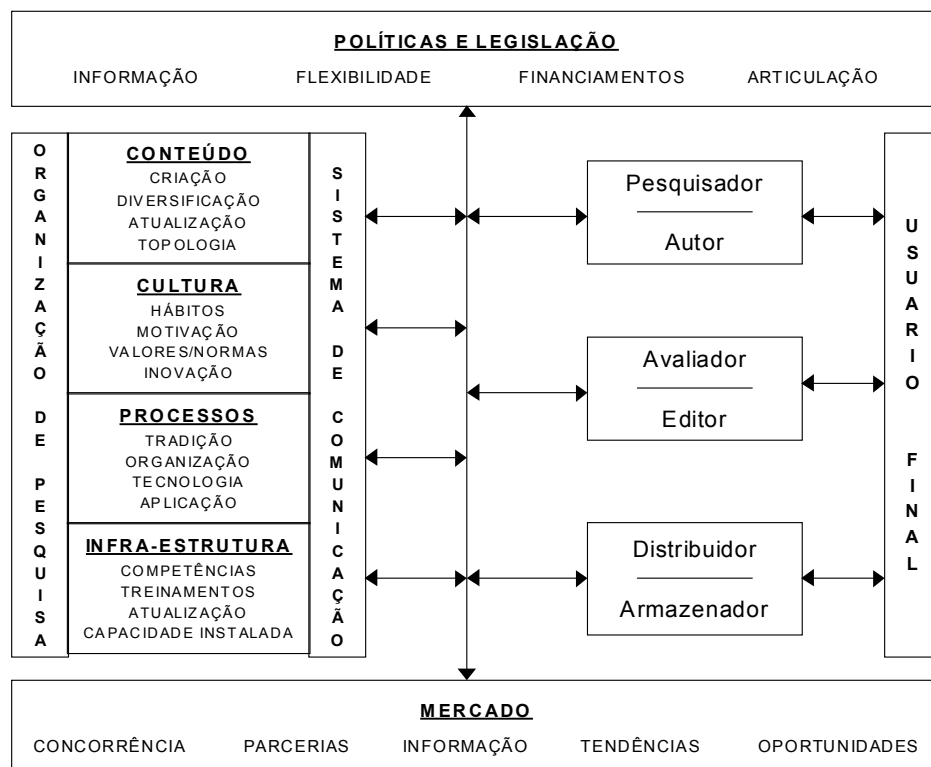 POLÍTICAS E LEGISLAÇÃO
INFORMAÇÃO FLEXIBILIDADE FINANCIAMENTOS ARTICULAÇÃO
ORGANIZAÇÃO DE PESQUISA
CONTEÚDO
CRIAÇÃO
DIVERSIFICAÇÃO
ATUALIZAÇÃO
TOPOLOGIA
CULTURA
HÁBITOS
MOTIVAÇÃO
VALORES/NORMAS
INOVAÇÃO
PROCESSOS
TRADIÇÃO
ORGANIZAÇÃO
TECNOLOGIA
APLICAÇÃO
INFRA-ESTRUTURA
COMPETÊNCIAS
TREINAMENTOS
ATUALIZAÇÃO
CAPACIDADE INSTALADA
SISTEMA DE COMUNICAÇÃO
Pesquisador
Autor
Avaliador
Editor
Distribuidor
Armazenador
USUARIO FINAL
MERCADO
CONCORRÊNCIA PARCERIAS INFORMAÇÃO TENDÊNCIAS OPORTUNIDADES